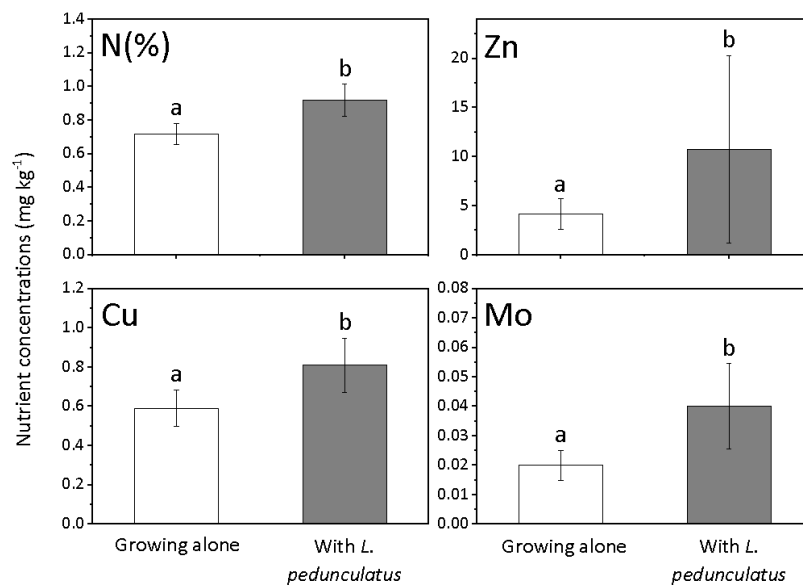 N(%)
1.4
1.2
1.0
0.8
0.6
0.4
0.2
0.0
a
b
Zn
20
15
10
5
0
a
b
Nutrient concentrations (mg kg⁻¹)
Cu
1.2
1.0
0.8
0.6
0.4
0.2
0.0
a
b
Growing alone
With L.
pedunculatus
Mo
0.08
0.07
0.06
0.05
0.04
0.03
0.02
0.01
0.00
a
b
Growing alone
With L.
pedunculatus